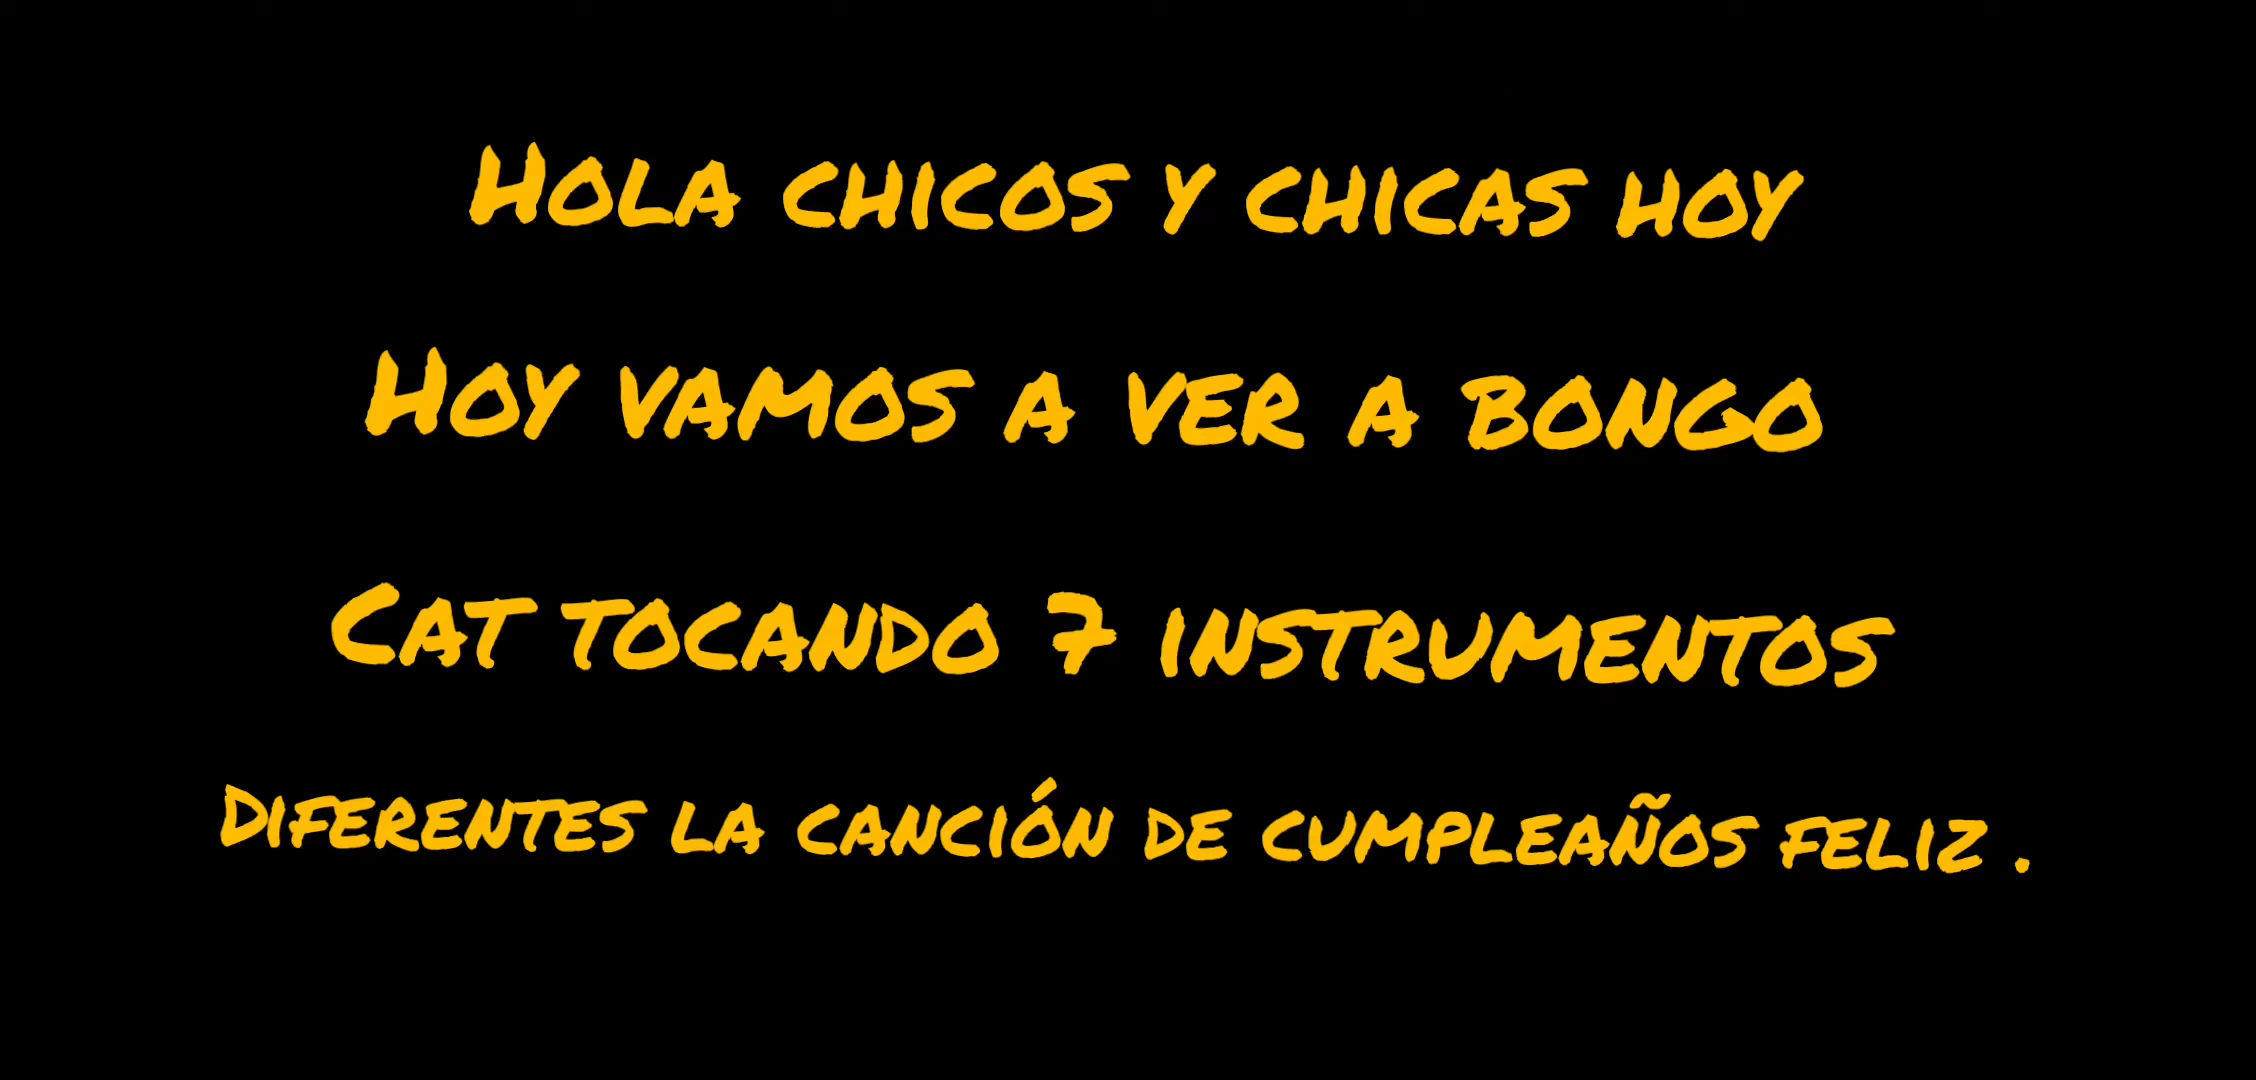 Hola chicos y chicas hoy
Hoy vamos a ver a bongo
Cat tocando 7 instrumentos
Diferentes la canción de cumpleaños feliz .